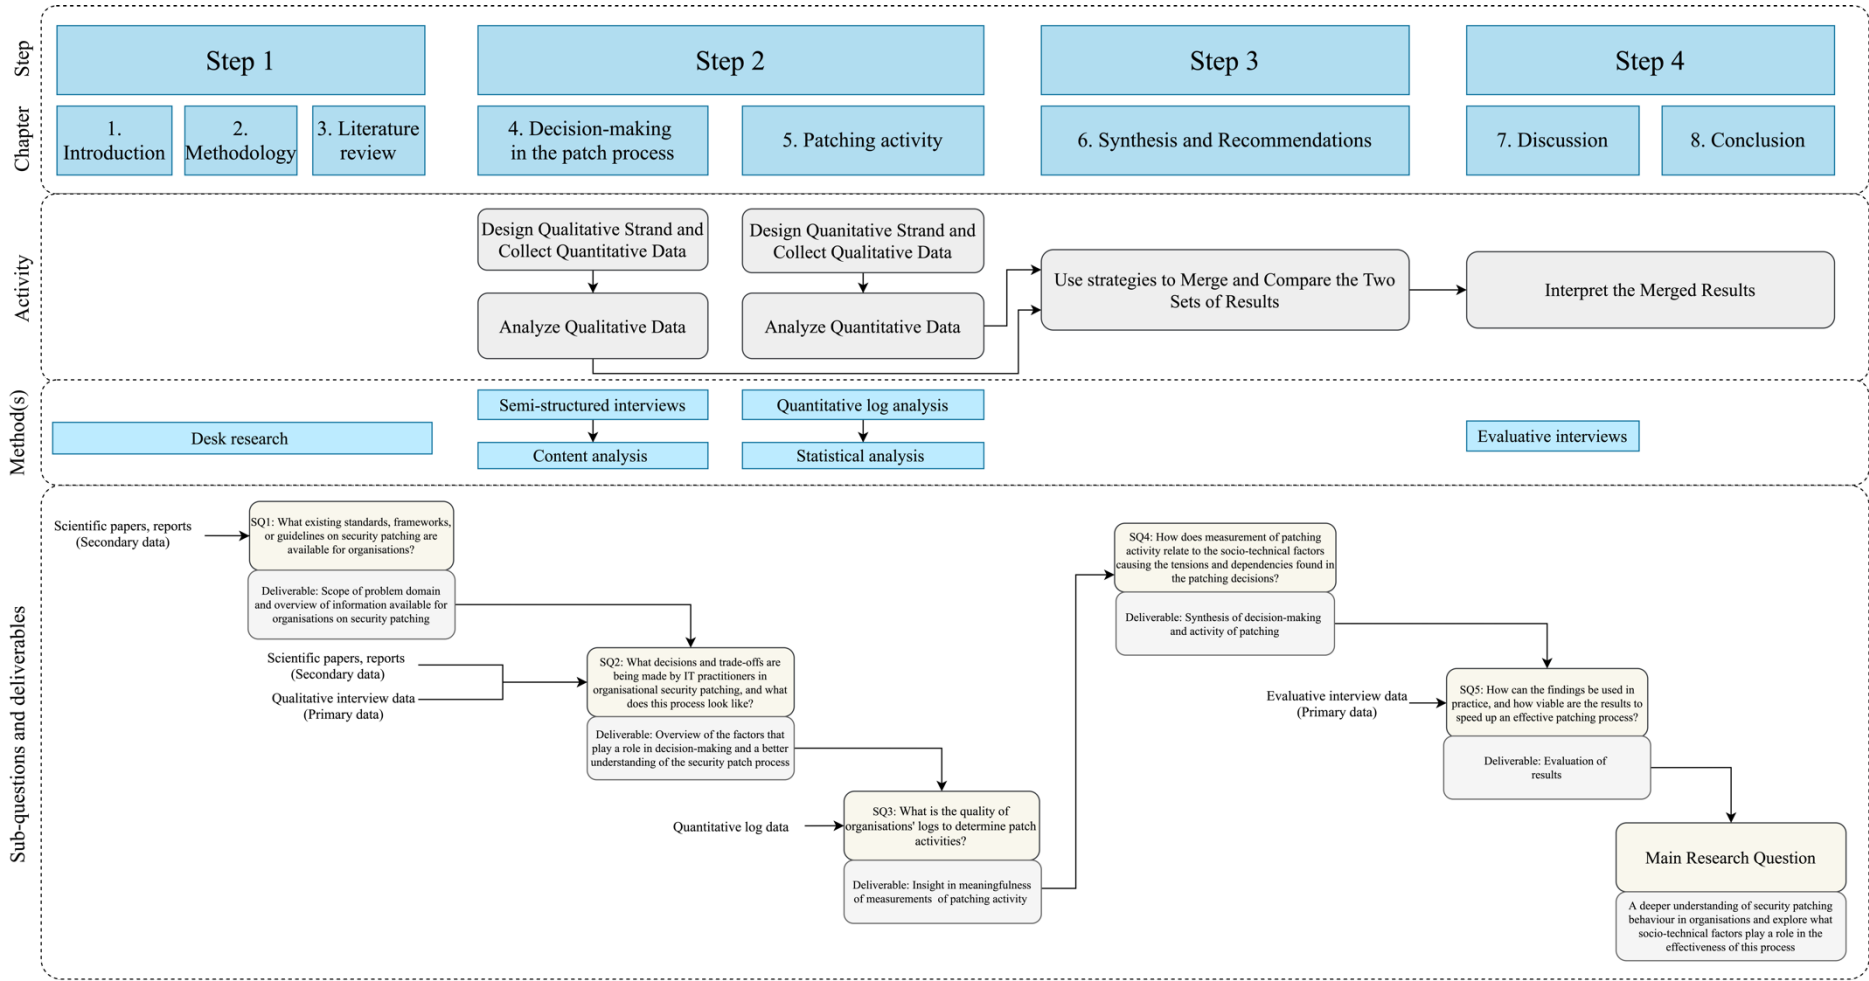 Step
Step 1
Step 2
Step 3
Step 4
Chapter
1.
Introduction
2.
Methodology
3. Literature
review
4. Decision-making
in the patch process
5. Patching activity
6. Synthesis and Recommendations
7. Discussion
8. Conclusion
Activity
Design Qualitative Strand and
Collect Quantitative Data
Analyze Qualitative Data
Design Quanitative Strand and
Collect Qualitative Data
Analyze Quantitative Data
Use strategies to Merge and Compare the Two
Sets of Results
Interpret the Merged Results
Method(s)
Desk research
Semi-structured interviews
Content analysis
Quantitative log analysis
Statistical analysis
Evaluative interviews
Sub-questions and deliverables
Scientific papers, reports
(Secondary data)
SQ1: What existing standards, frameworks,
or guidelines on security patching are
available for organisations?
Deliverable: Scope of problem domain
and overview of information available for
organisations on security patching
Scientific papers, reports
(Secondary data)
Qualitative interview data
(Primary data)
SQ2: What decisions and trade-offs are
being made by IT practitioners in
organisational security patching, and what
does this process look like?
Deliverable: Overview of the factors that
play a role in decision-making and a better
understanding of the security patch process
Quantitative log data
SQ3: What is the quality of
organisations' logs to determine patch
activities?
Deliverable: Insight in meaningfulness
of measurements of patching activity
SQ4: How does measurement of patching
activity relate to the socio-technical factors
causing the tensions and dependencies found in
the patching decisions?
Deliverable: Synthesis of decision-making
and activity of patching
Evaluative interview data
(Primary data)
SQ5: How can the findings be used in
practice, and how viable are the results to
speed up an effective patching process?
Deliverable: Evaluation of
results
Main Research Question
A deeper understanding of security patching
behaviour in organisations and explore what
socio-technical factors play a role in the
effectiveness of this process